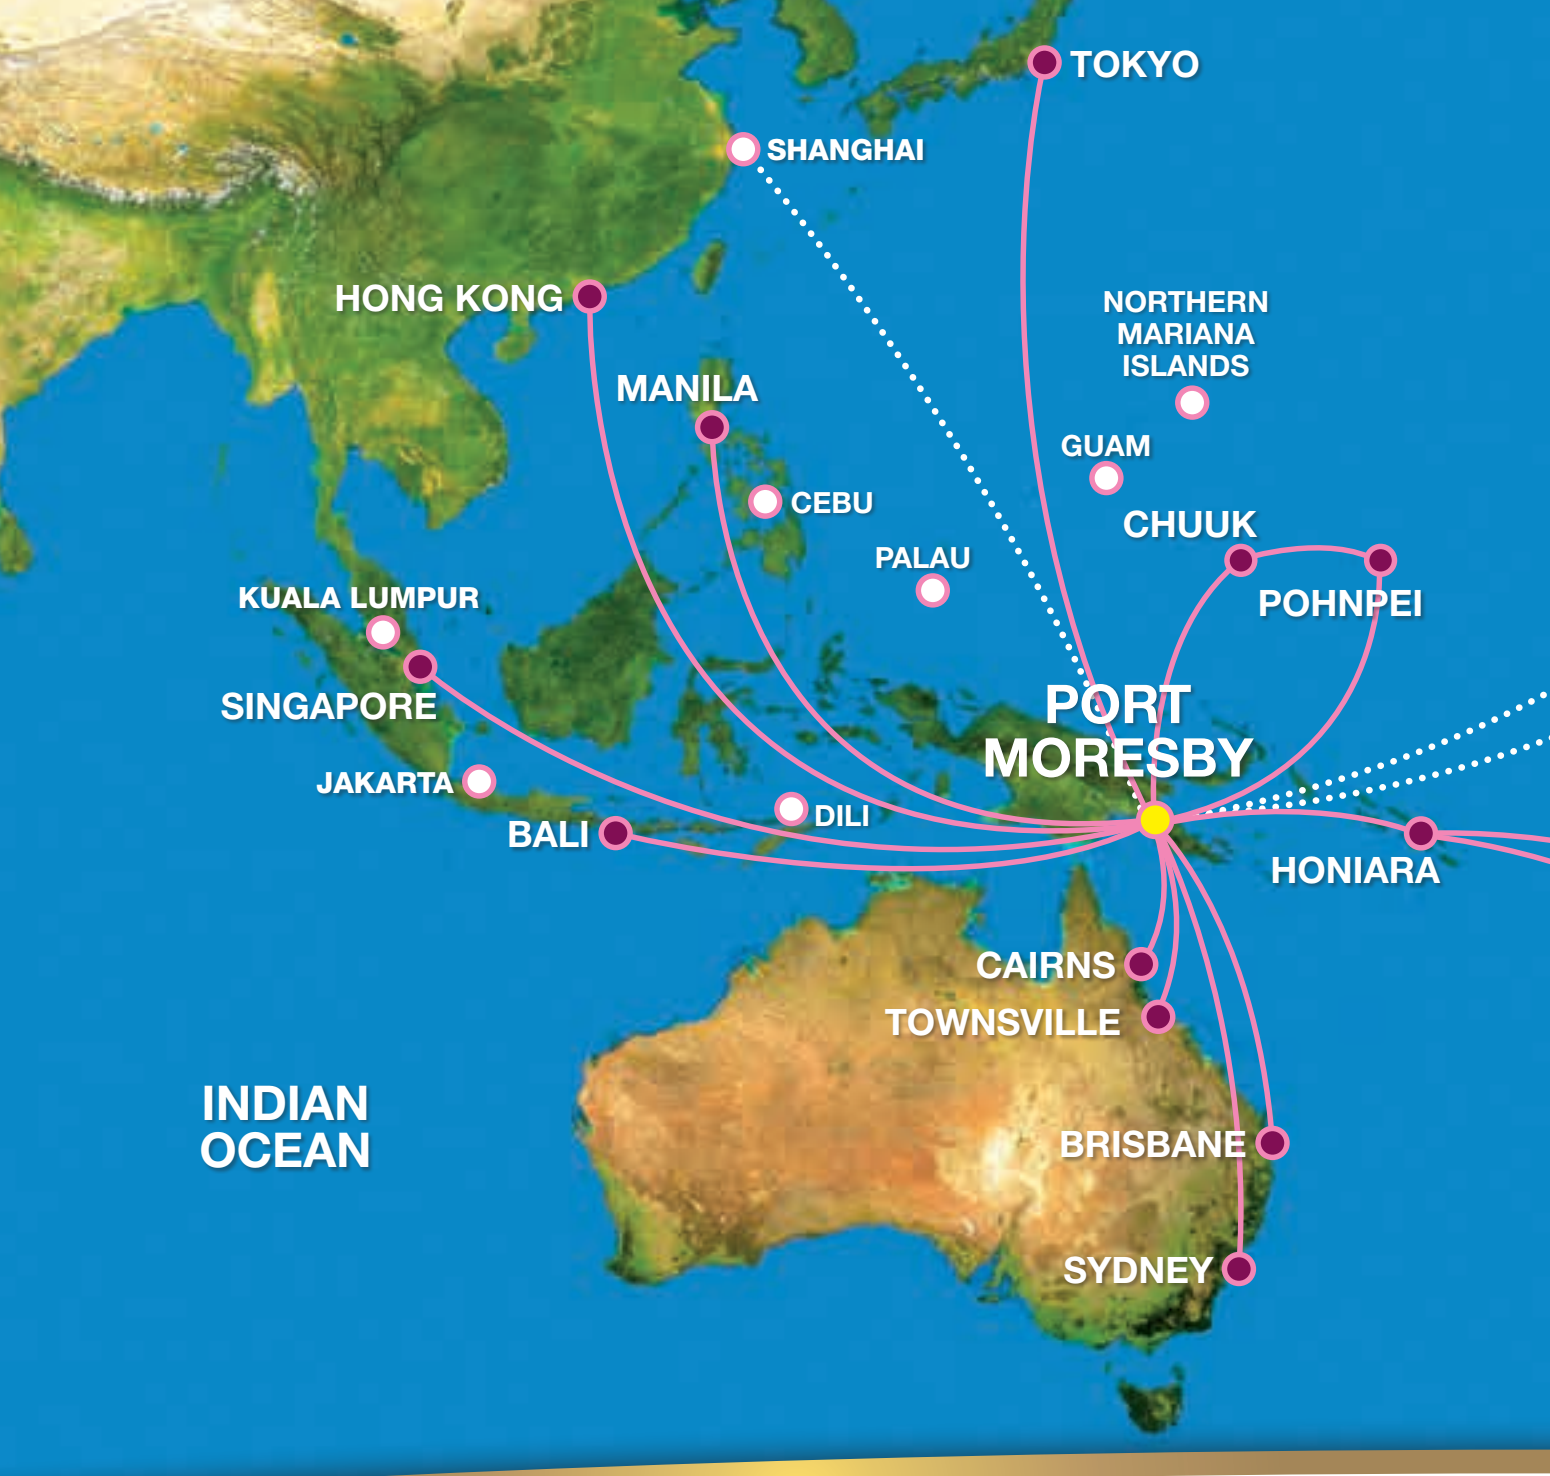 TOKYO
SHANGHAI
HONG KONG
NORTHERN
MARIANA
ISLANDS
MANILA
GUAM
CEBU
CHUUK
PALAU
KUALA LUMPUR
POHNPEI
SINGAPORE
PORT
MORESBY
JAKARTA
DILI
BALI
HONIARA
CAIRNS
TOWNSVILLE
INDIAN
OCEAN
BRISBANE
SYDNEY